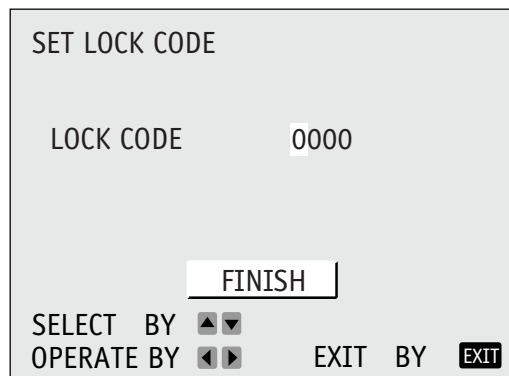 SET LOCK CODE
LOCK CODE 0000
FINISH
SELECT BY ▲▼
OPERATE BY ◀▶ EXIT BY EXIT